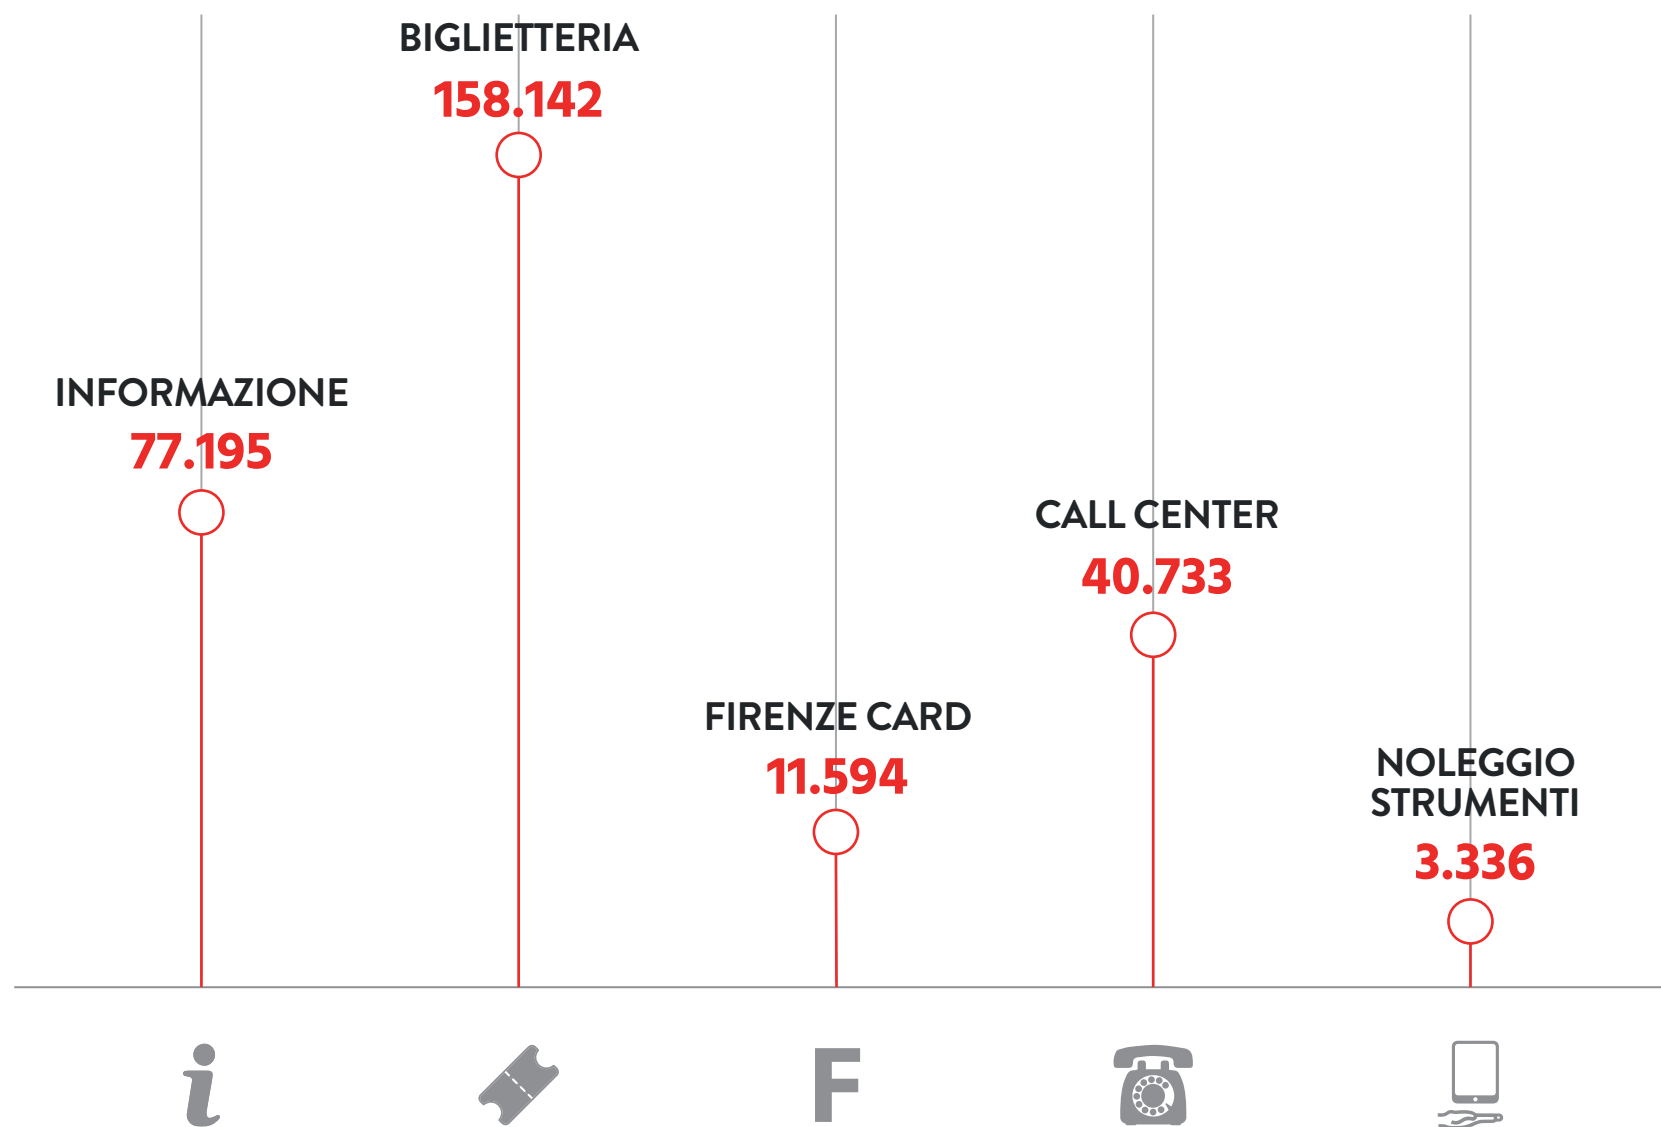 BIGLIETTERIA
158.142
INFORMAZIONE
77.195
CALL CENTER
40.733
FIRENZE CARD
11.594
NOLEGGIO
STRUMENTI
3.336
i
F